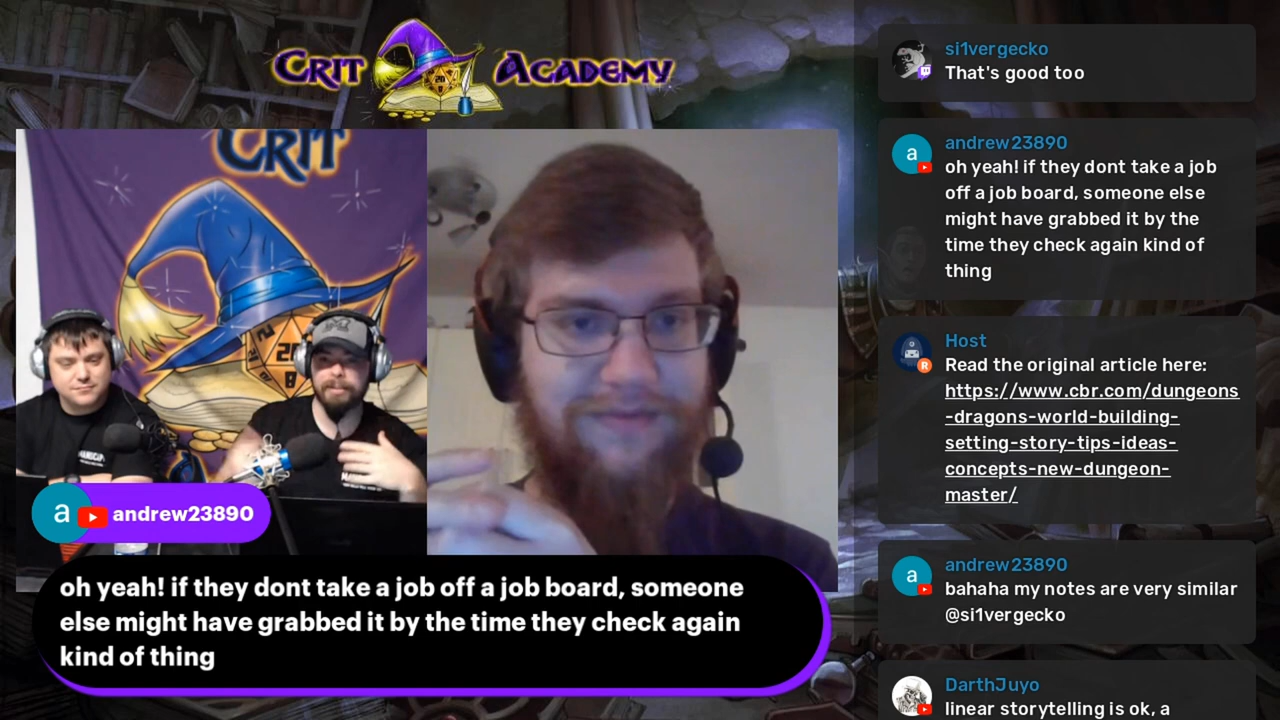 CRIT ACADEMY
CRIT
si1vergecko
That's good too
a
andrew23890
oh yeah! if they dont take a job
off a job board, someone else
might have grabbed it by the
time they check again kind of
thing
Host
Read the original article here:
https://www.cbr.com/dungeons
-dragons-world-building-
setting-story-tips-ideas-
concepts-new-dungeon-
master/
a
andrew23890
bahaha my notes are very similar
@si1vergecko
DarthJuyo
linear storytelling is ok, a
a
andrew23890
oh yeah! if they dont take a job off a job board, someone
else might have grabbed it by the time they check again
kind of thing